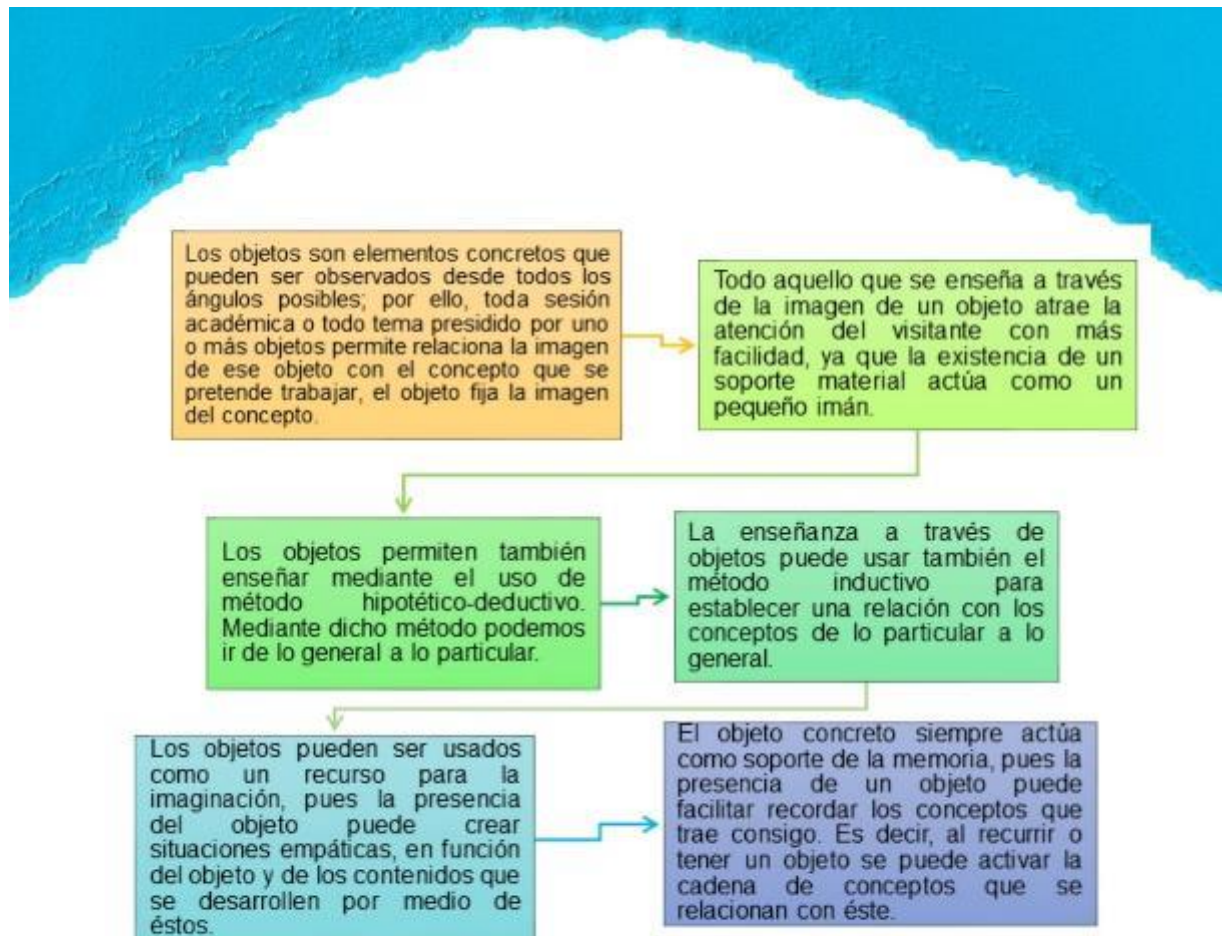 Los objetos son elementos concretos que
pueden ser observados desde todos los
ángulos posibles; por ello, toda sesión
académica o todo tema presidido por uno
o más objetos permite relaciona la imagen
de ese objeto con el concepto que se
pretende trabajar, el objeto fija la imagen
del concepto.
Todo aquello que se enseña a través
de la imagen de un objeto atrae la
atención del visitante con más
facilidad, ya que la existencia de un
soporte material actúa como un
pequeño imán.
Los objetos permiten también
enseñar mediante el uso de
método hipotético-deductivo.
Mediante dicho método podemos
ir de lo general a lo particular.
La enseñanza a través de
objetos puede usar también el
método inductivo para
establecer una relación con los
conceptos de lo particular a lo
general.
Los objetos pueden ser usados
como un recurso para la
imaginación, pues la presencia
del objeto puede crear
situaciones empáticas, en función
del objeto y de los contenidos que
se desarrollen por medio de
éstos.
El objeto concreto siempre actúa
como soporte de la memoria, pues la
presencia de un objeto puede
facilitar recordar los conceptos que
trae consigo. Es decir, al recurrir o
tener un objeto se puede activar la
cadena de conceptos que se
relacionan con éste.